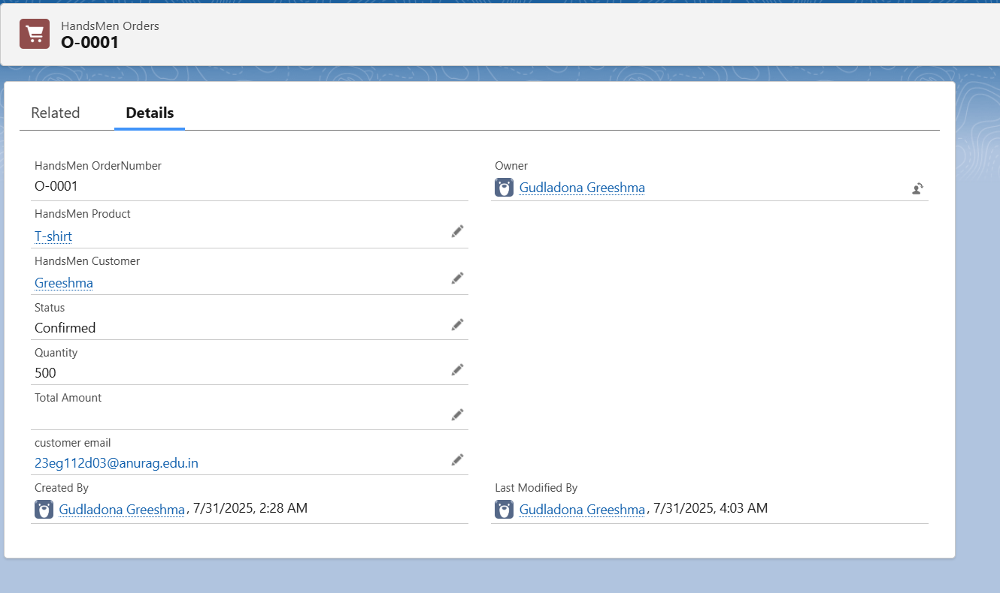 HandsMen Orders
O-0001
Related
Details
HandsMen OrderNumber
O-0001
Owner
Gudladona Greeshma
HandsMen Product
T-shirt
HandsMen Customer
Greeshma
Status
Confirmed
Quantity
500
Total Amount
customer email
23eg112d03@anurag.edu.in
Created By
Gudladona Greeshma, 7/31/2025, 2:28 AM
Last Modified By
Gudladona Greeshma, 7/31/2025, 4:03 AM